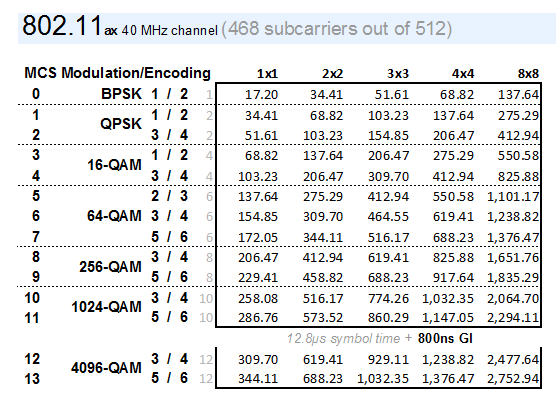 802.11ax 40 MHz channel (468 subcarriers out of 512)
MCS Modulation/Encoding 1x1 2x2 3x3 4x4 8x8
0 BPSK 1 / 2 1 17.20 34.41 51.61 68.82 137.64
1 QPSK 1 / 2 2 34.41 68.82 103.23 137.64 275.29
2 3 / 4 2 51.61 103.23 154.85 206.47 412.94
3 16-QAM 1 / 2 4 68.82 137.64 206.47 275.29 550.58
4 3 / 4 4 103.23 206.47 309.70 412.94 825.88
5 2 / 3 6 137.64 275.29 412.94 550.58 1,101.17
6 64-QAM 3 / 4 6 154.85 309.70 464.55 619.41 1,238.82
7 5 / 6 6 172.05 344.11 516.17 688.23 1,376.47
8 256-QAM 3 / 4 8 206.47 412.94 619.41 825.88 1,651.76
9 5 / 6 8 229.41 458.82 688.23 917.64 1,835.29
10 1024-QAM 3 / 4 10 258.08 516.17 774.26 1,032.35 2,064.70
11 5 / 6 10 286.76 573.52 860.29 1,147.05 2,294.11
12.8µs symbol time + 800ns GI
12 4096-QAM 3 / 4 12 309.70 619.41 929.11 1,238.82 2,477.64
13 5 / 6 12 344.11 688.23 1,032.35 1,376.47 2,752.94